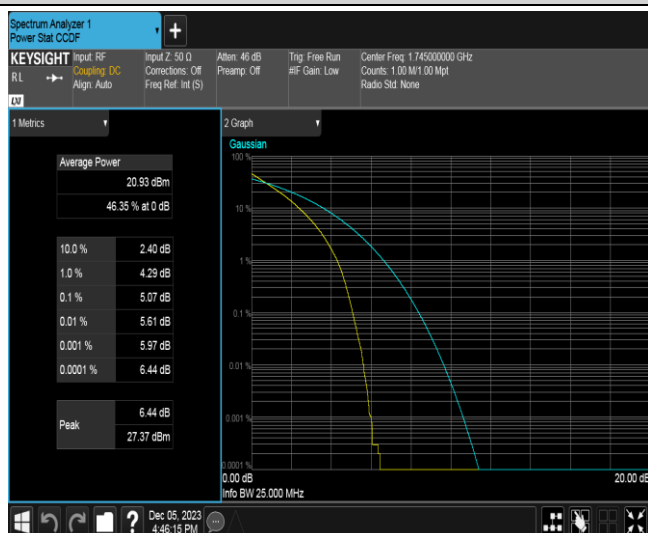 Spectrum Analyzer 1
Power Stat CCDF
KEYSIGHT
R L
LXI
Input: RF
Coupling: DC
Align: Auto
Input Z: 50 Ω
Corrections: Off
Freq Ref: Int (S)
Atten: 46 dB
Preamp: Off
Trig: Free Run
#IF Gain: Low
Center Freq: 1.745000000 GHz
Counts: 1.00 M/1.00 Mpt
Radio Std: None
1 Metrics
Average Power
20.93 dBm
46.35 % at 0 dB
10.0 % 2.40 dB
1.0 % 4.29 dB
0.1 % 5.07 dB
0.01 % 5.61 dB
0.001 % 5.97 dB
0.0001 % 6.44 dB
Peak
6.44 dB
27.37 dBm
2 Graph
Gaussian
100 %
10 %
1 %
0.1 %
0.01 %
0.001 %
0.0001 %
0.00 dB 20.00 dB
Info BW 25.000 MHz
?
Dec 05, 2023
4:46:15 PM